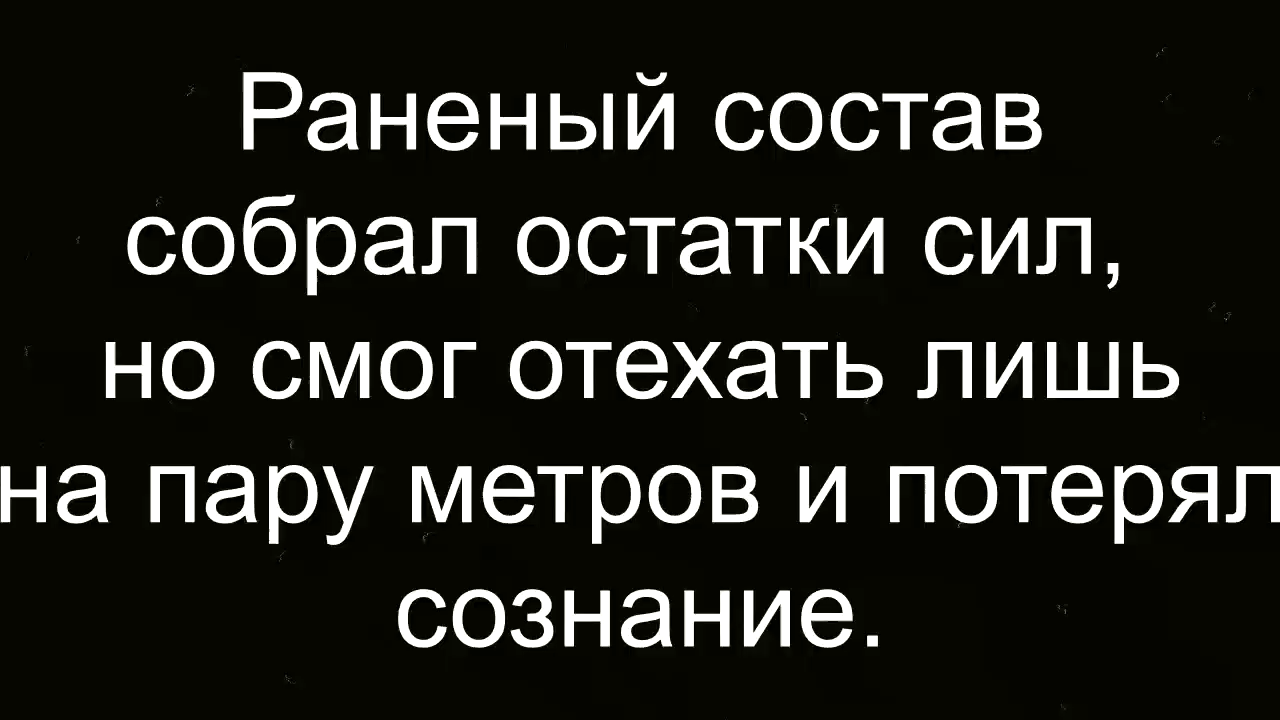 Раненый состав
собрал остатки сил,
но смог отехать лишь
на пару метров и потерял
сознание.